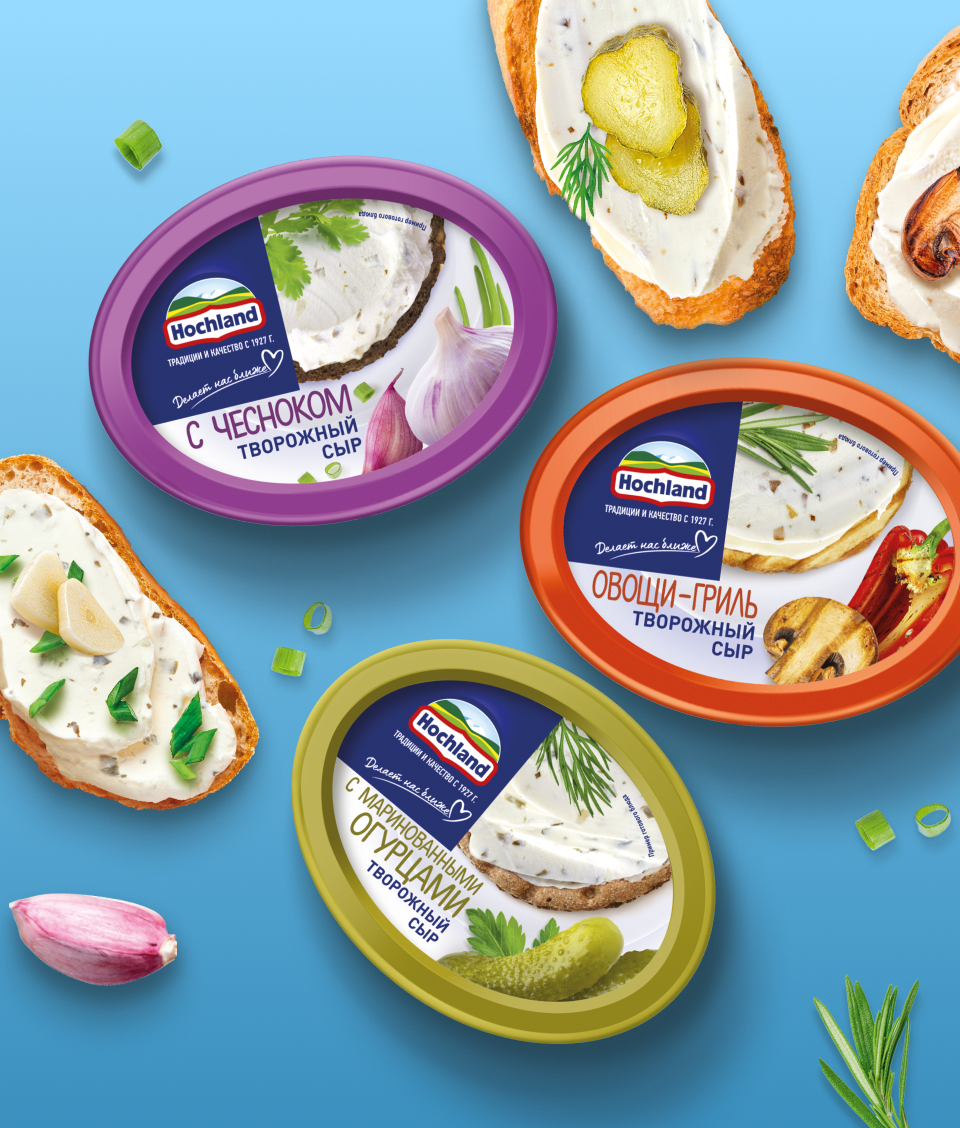 Пример готового блюда
Hochland
ТРАДИЦИИ И КАЧЕСТВО С 1927 Г.
Делает нас ближе
С ЧЕСНОКОМ
ТВОРОЖНЫЙ
СЫР
Пример готового блюда
Hochland
ТРАДИЦИИ И КАЧЕСТВО С 1927 Г.
Делает нас ближе
ОВОЩИ-ГРИЛЬ
ТВОРОЖНЫЙ
СЫР
Hochland
ТРАДИЦИИ И КАЧЕСТВО С 1927 Г.
Делает нас ближе
Пример готового блюда
С МАРИНОВАННЫМИ
ОГУРЦАМИ
ТВОРОЖНЫЙ
СЫР